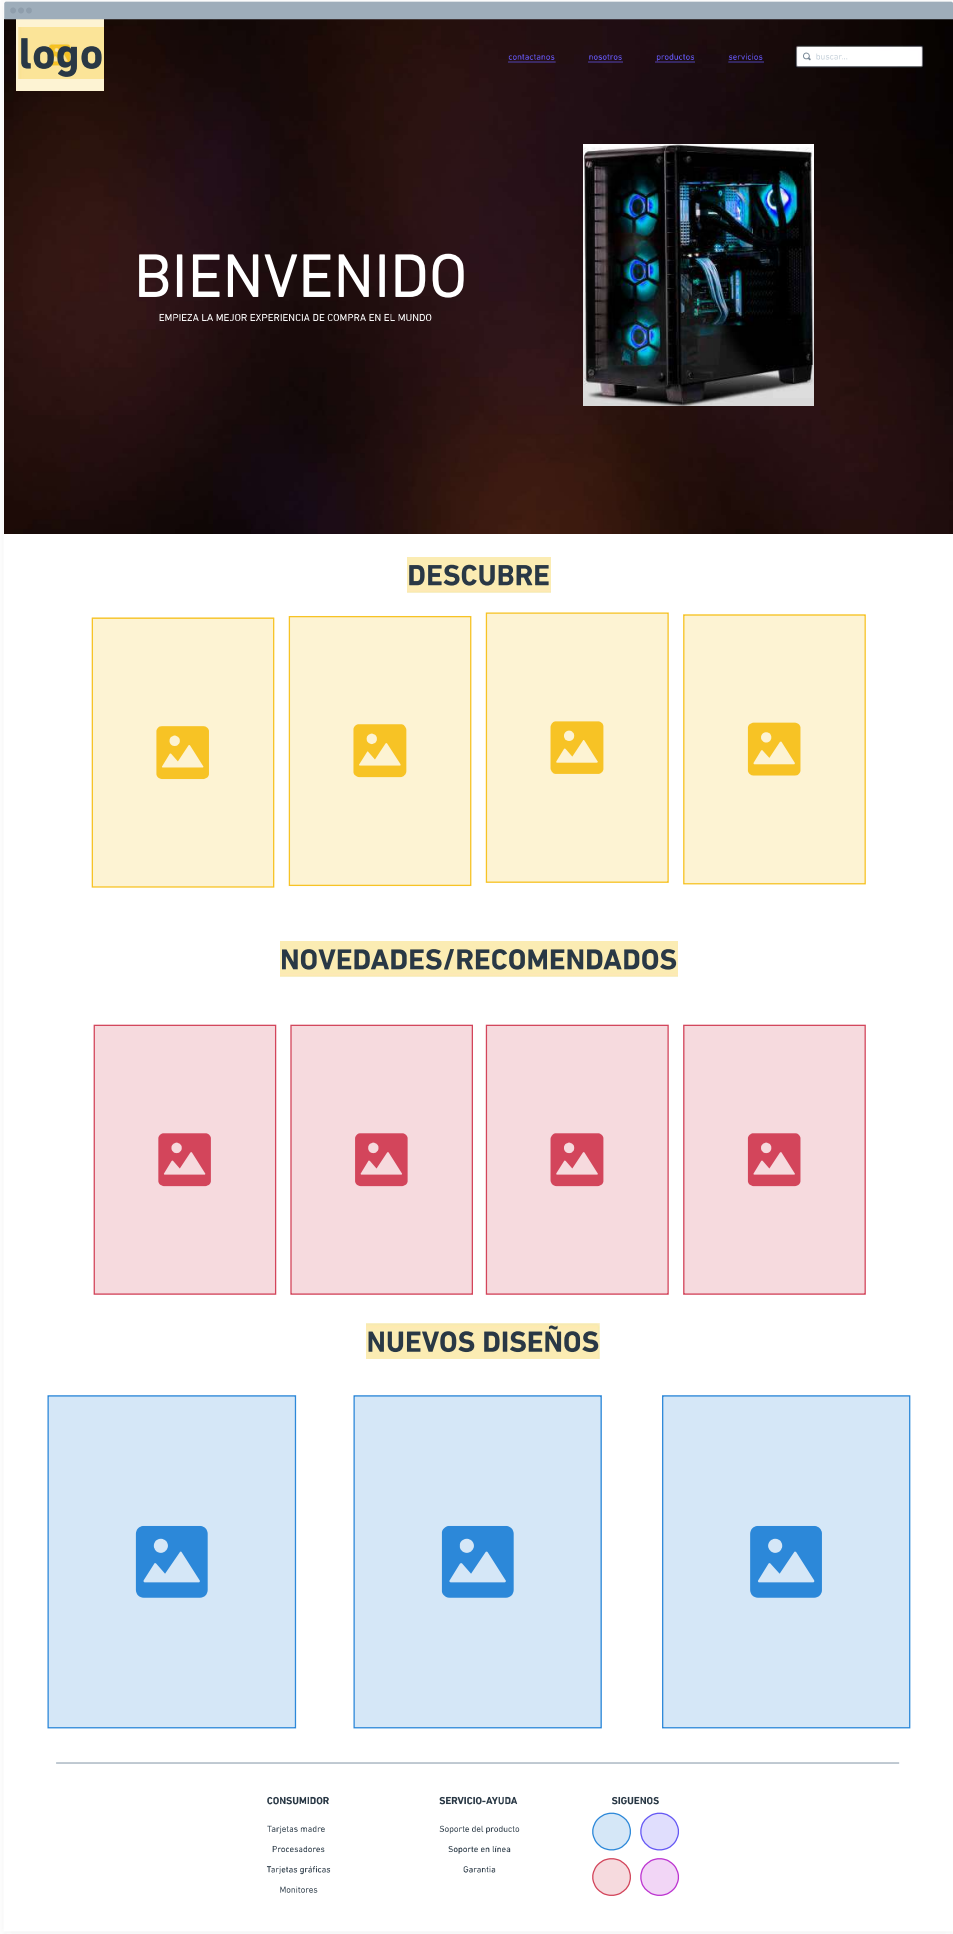 logo
contactanos nosotros productos servicios buscar...
BIENVENIDO
EMPIEZA LA MEJOR EXPERIENCIA DE COMPRA EN EL MUNDO
DESCUBRE
NOVEDADES/RECOMENDADOS
NUEVOS DISEÑOS
CONSUMIDOR
Tarjetas madre
Procesadores
Tarjetas gráficas
Monitores
SERVICIO-AYUDA
Soporte del producto
Soporte en línea
Garantia
SIGUENOS